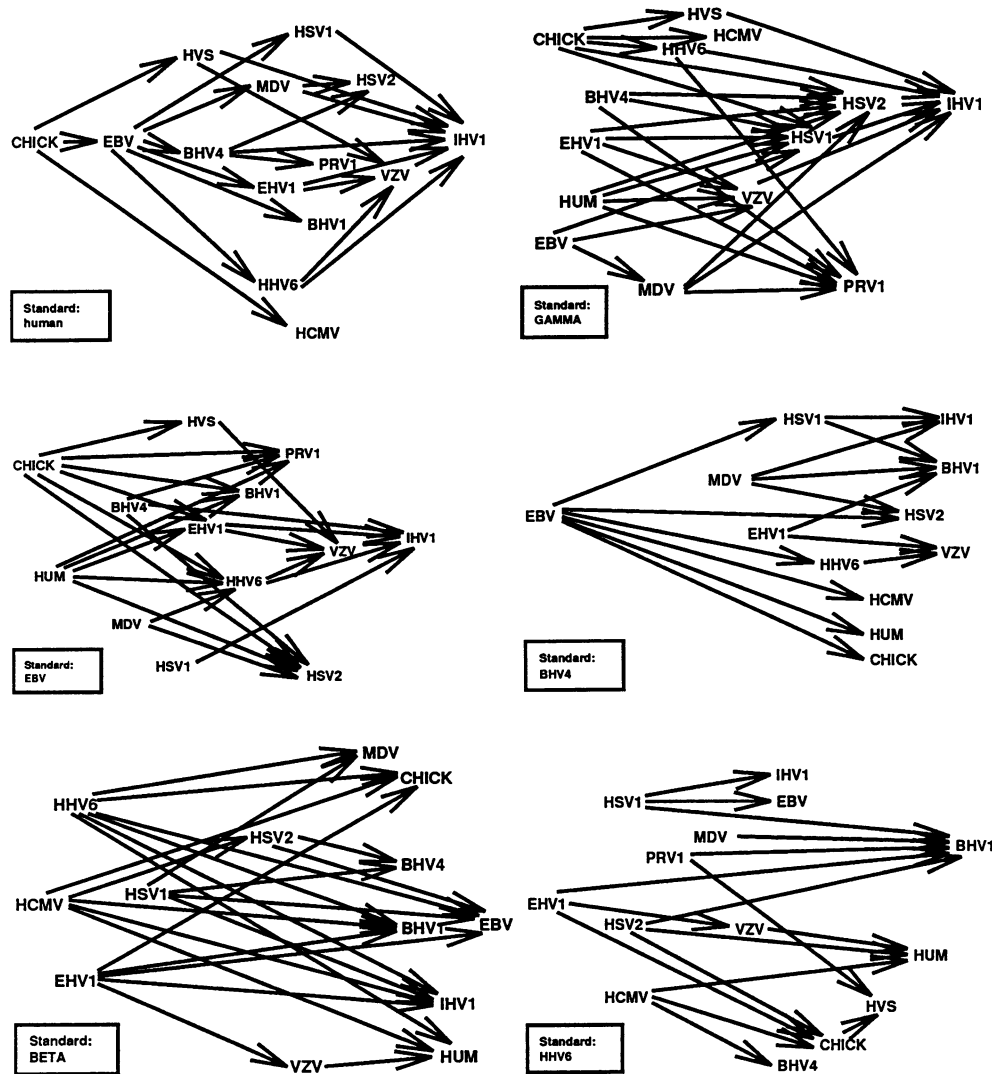 HSV1
HVS
MDV
HSV2
CHICK
EBV
BHV4
PRV1
IHV1
EHV1
VZV
BHV1
HHV6
HCMV
Standard:
human
HVS
CHICK
HCMV
HHV6
BHV4
HSV2
IHV1
EHV1
HSV1
HUM
VZV
EBV
MDV
PRV1
Standard:
GAMMA
HVS
CHICK
PRV1
BHV4
BHV1
EHV1
IHV1
VZV
HUM
HHV6
MDV
HSV1
HSV2
Standard:
EBV
HSV1
IHV1
MDV
BHV1
EBV
HSV2
EHV1
VZV
HHV6
HCMV
HUM
CHICK
Standard:
BHV4
MDV
CHICK
HHV6
HSV2
BHV4
HSV1
HCMV
BHV1
EBV
EHV1
IHV1
HUM
VZV
Standard:
BETA
IHV1
HSV1
EBV
MDV
BHV1
PRV1
EHV1
HSV2
VZV
HUM
HCMV
HVS
CHICK
BHV4
Standard:
HHV6